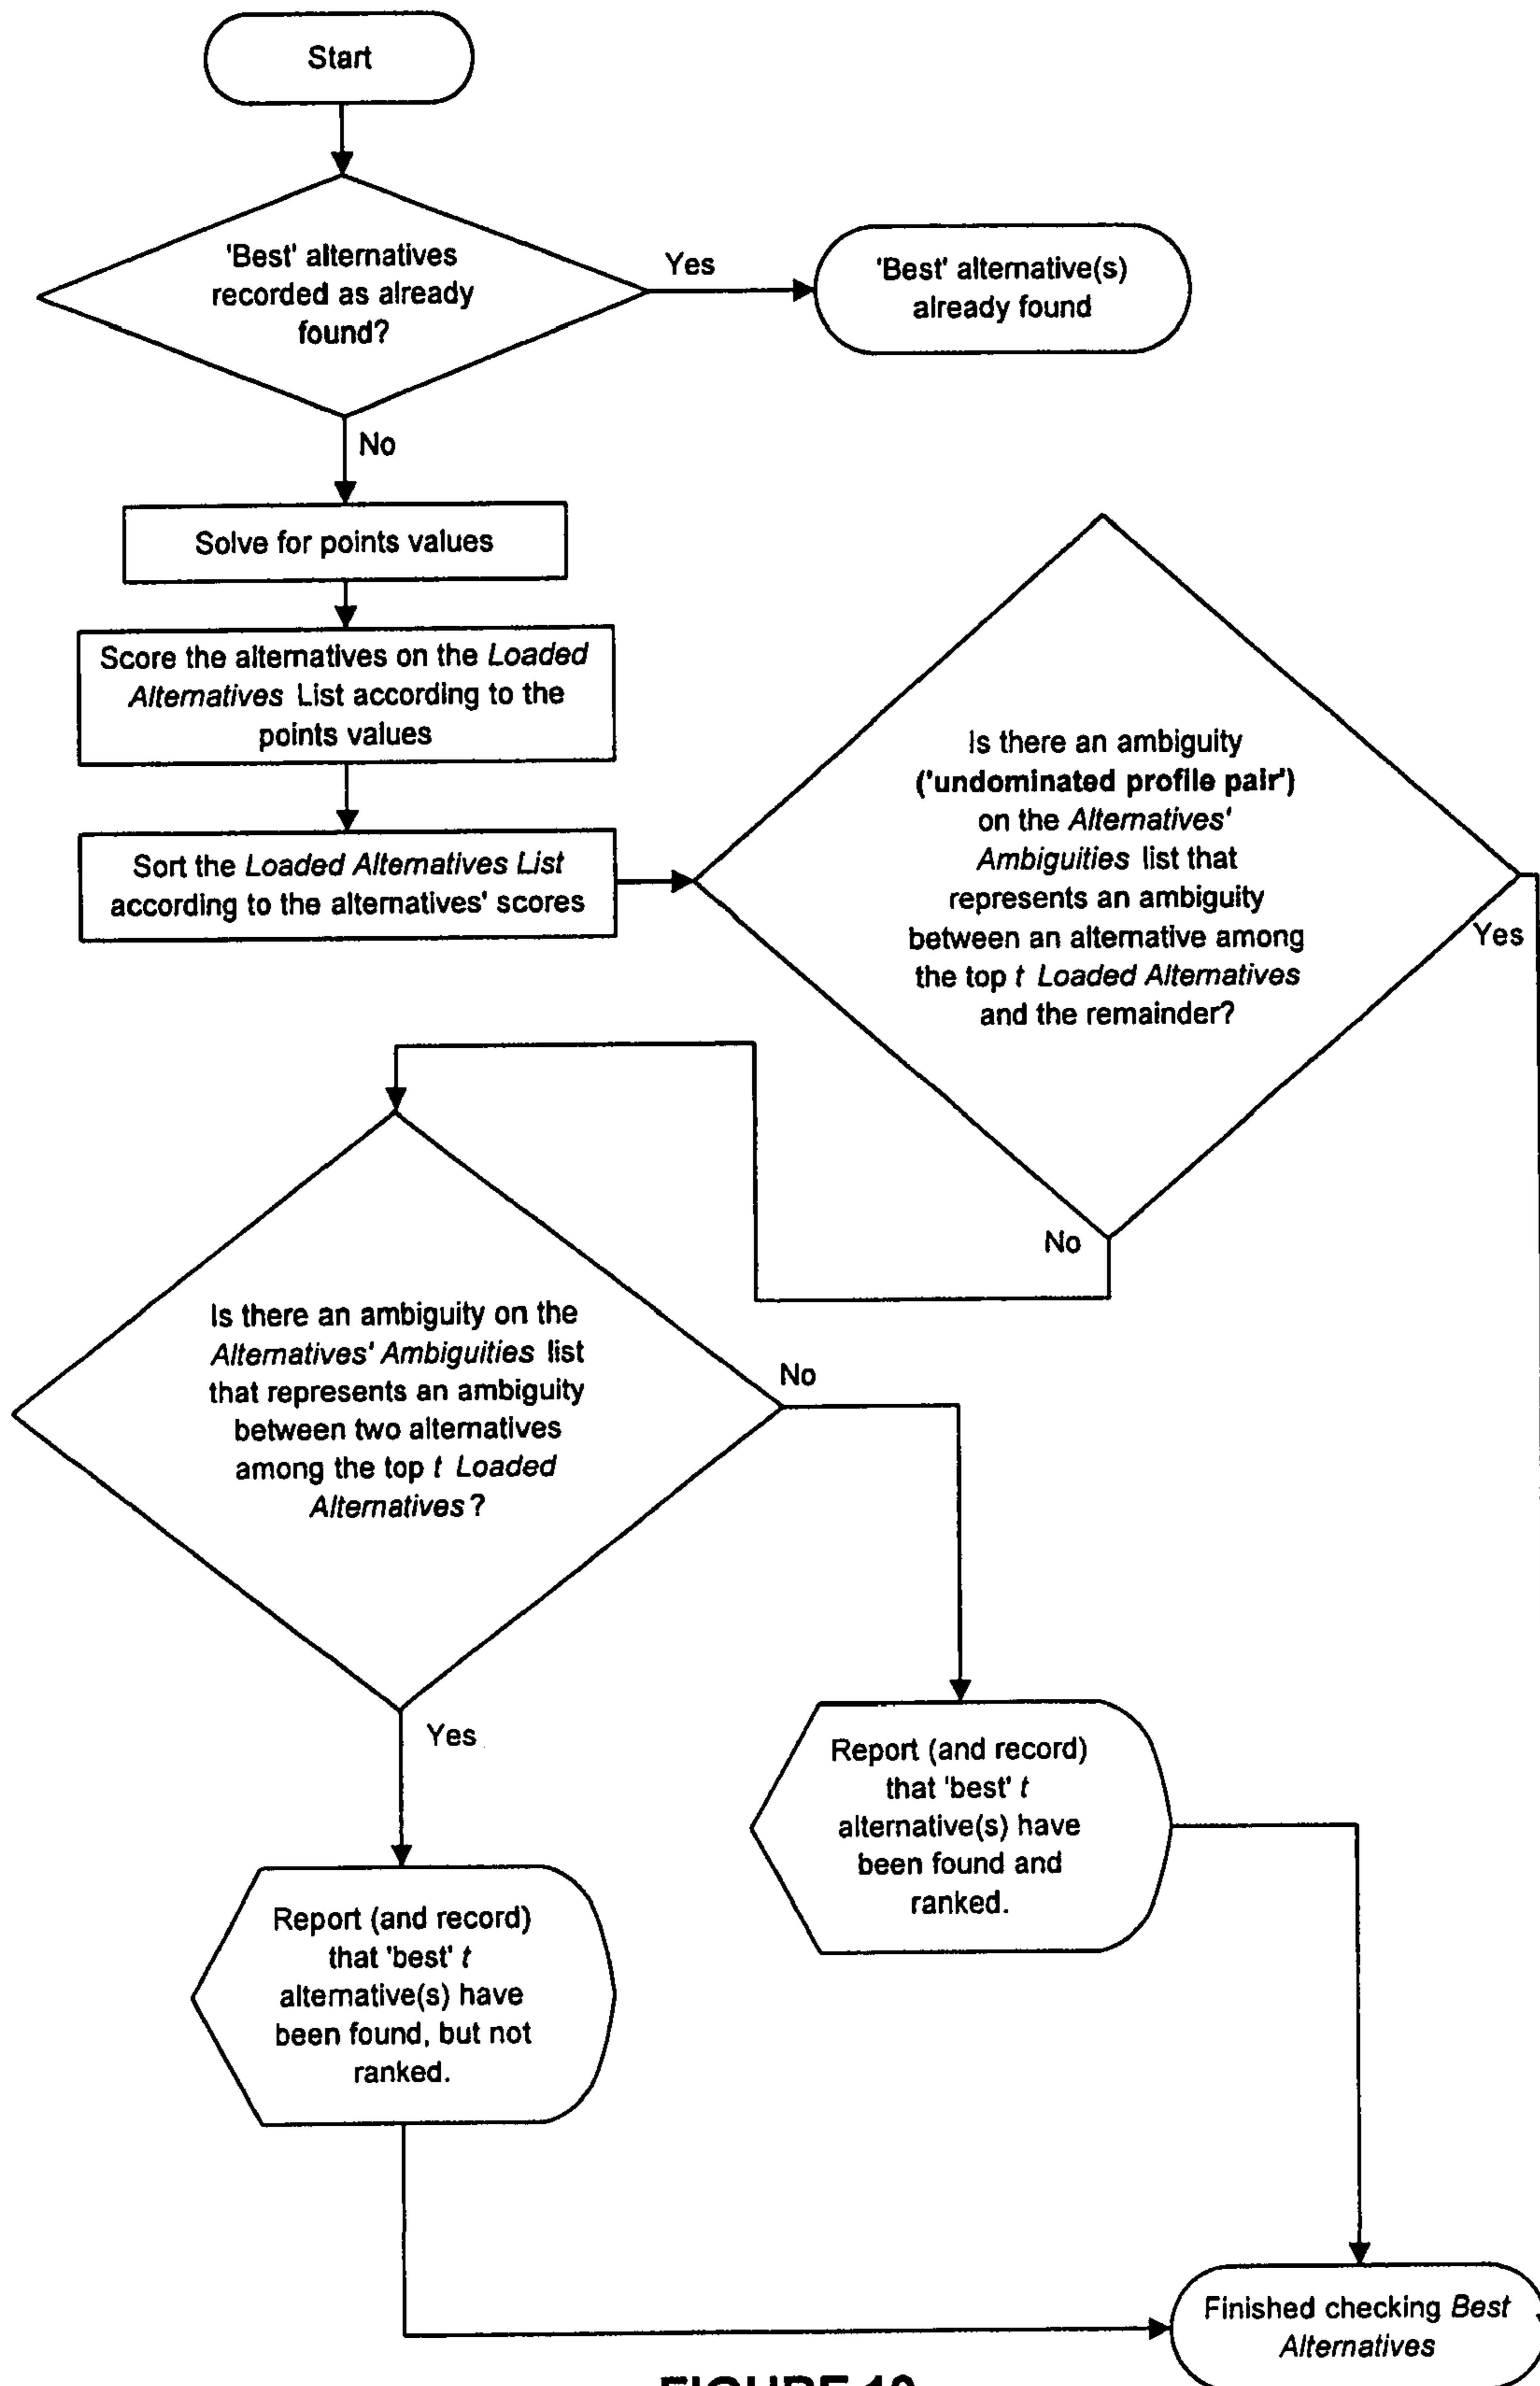 Start
'Best' alternatives
recorded as already
found?
Yes
'Best' alternative(s)
already found
No
Solve for points values
Score the alternatives on the Loaded
Alternatives List according to the
points values
Sort the Loaded Alternatives List
according to the alternatives' scores
Is there an ambiguity
('undominated profile pair')
on the Alternatives'
Ambiguities list that
represents an ambiguity
between an alternative among
the top t Loaded Alternatives
and the remainder?
Yes
No
Is there an ambiguity on the
Alternatives' Ambiguities list
that represents an ambiguity
between two alternatives
among the top t Loaded
Alternatives?
No
Yes
Report (and record)
that 'best' t
alternative(s) have
been found and
ranked.
Report (and record)
that 'best' t
alternative(s) have
been found, but not
ranked.
Finished checking Best
Alternatives
FIGURE